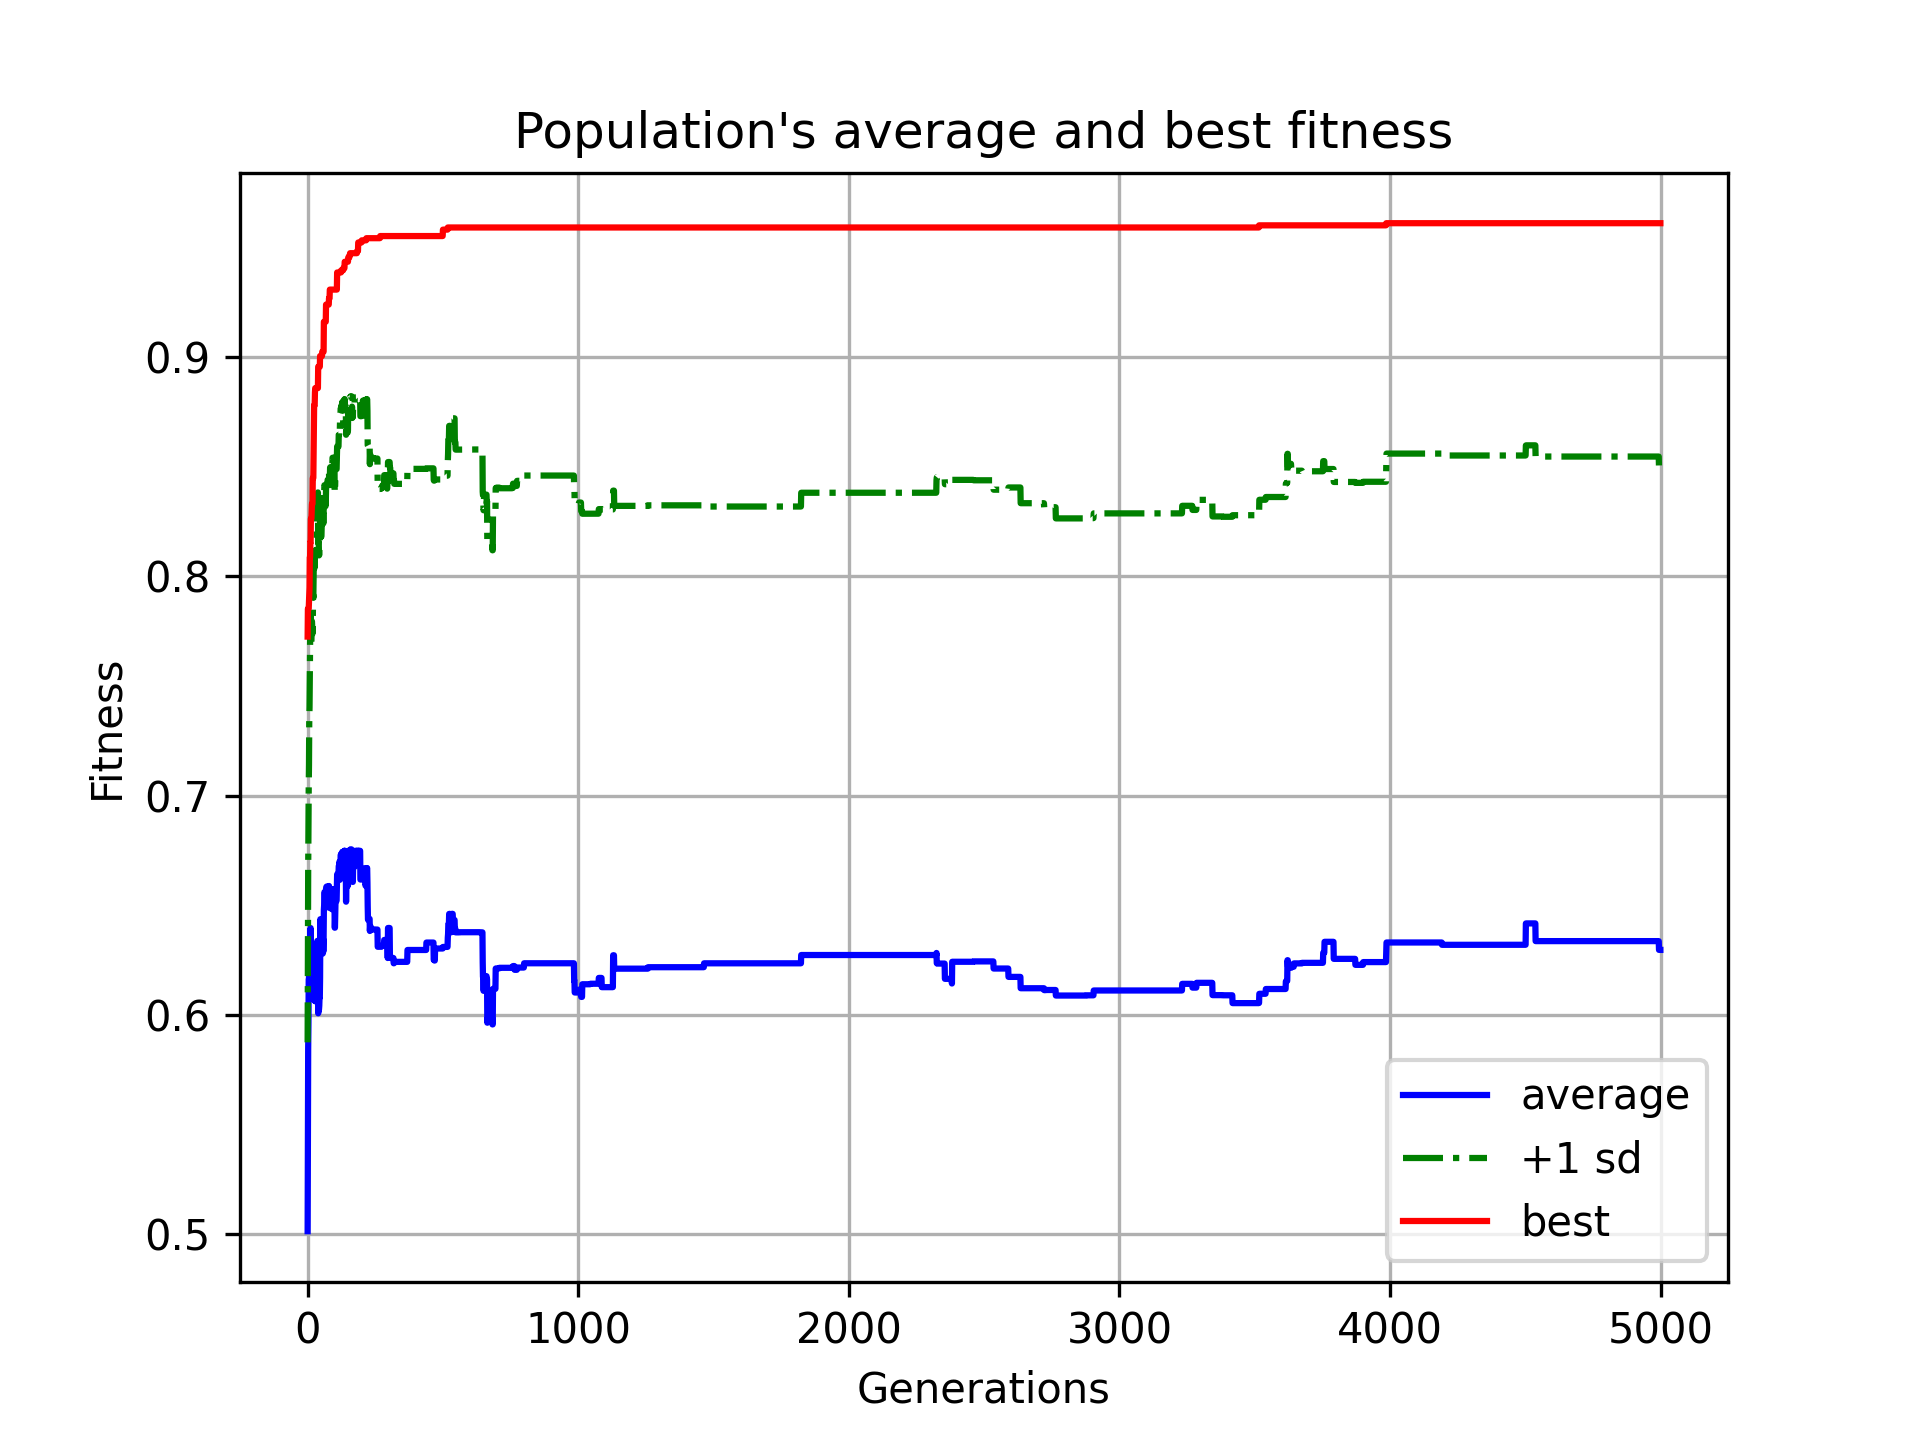 Population's average and best fitness
Fitness
0.9
0.8
0.7
0.6
0.5
0 1000 2000 3000 4000 5000
Generations
average
+1 sd
best